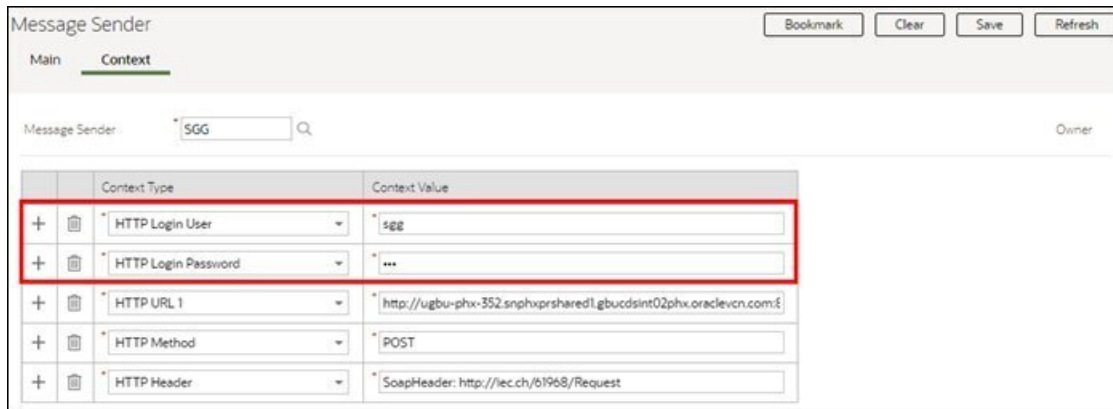 Message Sender Bookmark Clear Save Refresh
Main Context
Message Sender * SGG Owner
Context Type Context Value
+ * HTTP Login User * sgg
+ * HTTP Login Password * •••
+ * HTTP URL 1 * http://ugbu-phx-352.snphxprshared1.gbucdsint02phx.oraclevcn.com:8
+ * HTTP Method * POST
+ * HTTP Header * SoapHeader: http://iec.ch/61968/Request